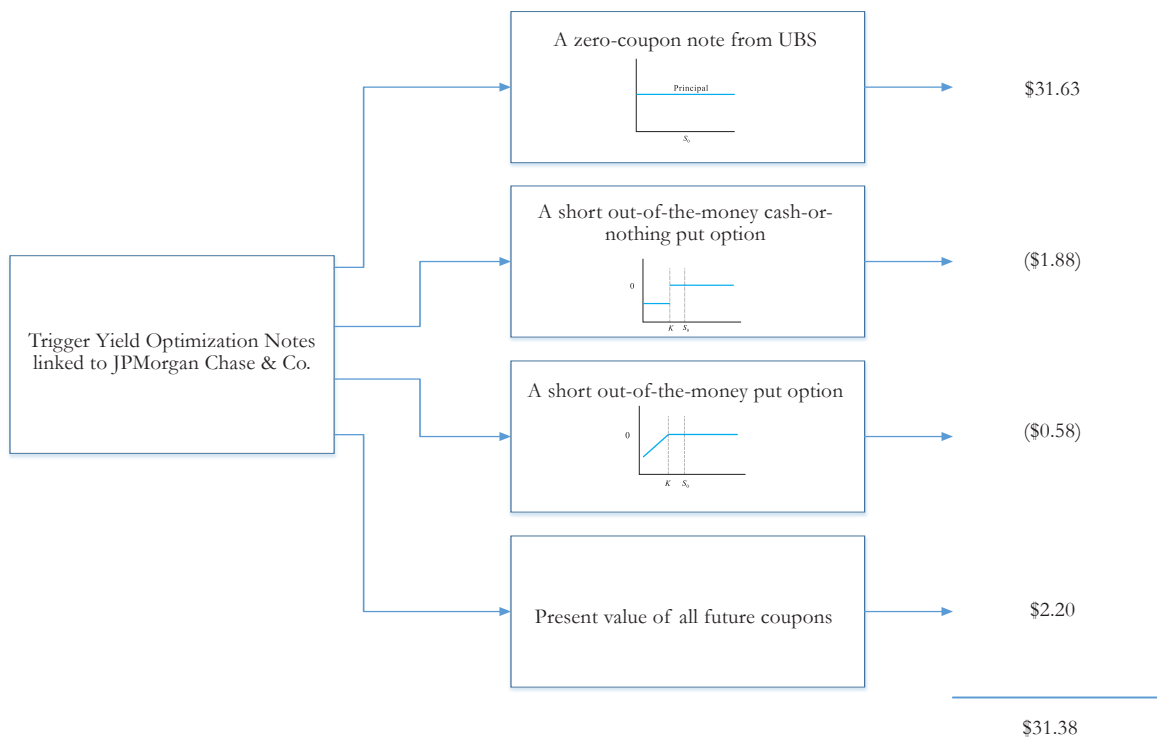 A zero-coupon note from UBS
Principal
S₀
$31.63
A short out-of-the-money cash-or-
nothing put option
0
K
S₀
($1.88)
Trigger Yield Optimization Notes
linked to JPMorgan Chase & Co.
A short out-of-the-money put option
0
K
S₀
($0.58)
Present value of all future coupons
$2.20
$31.38